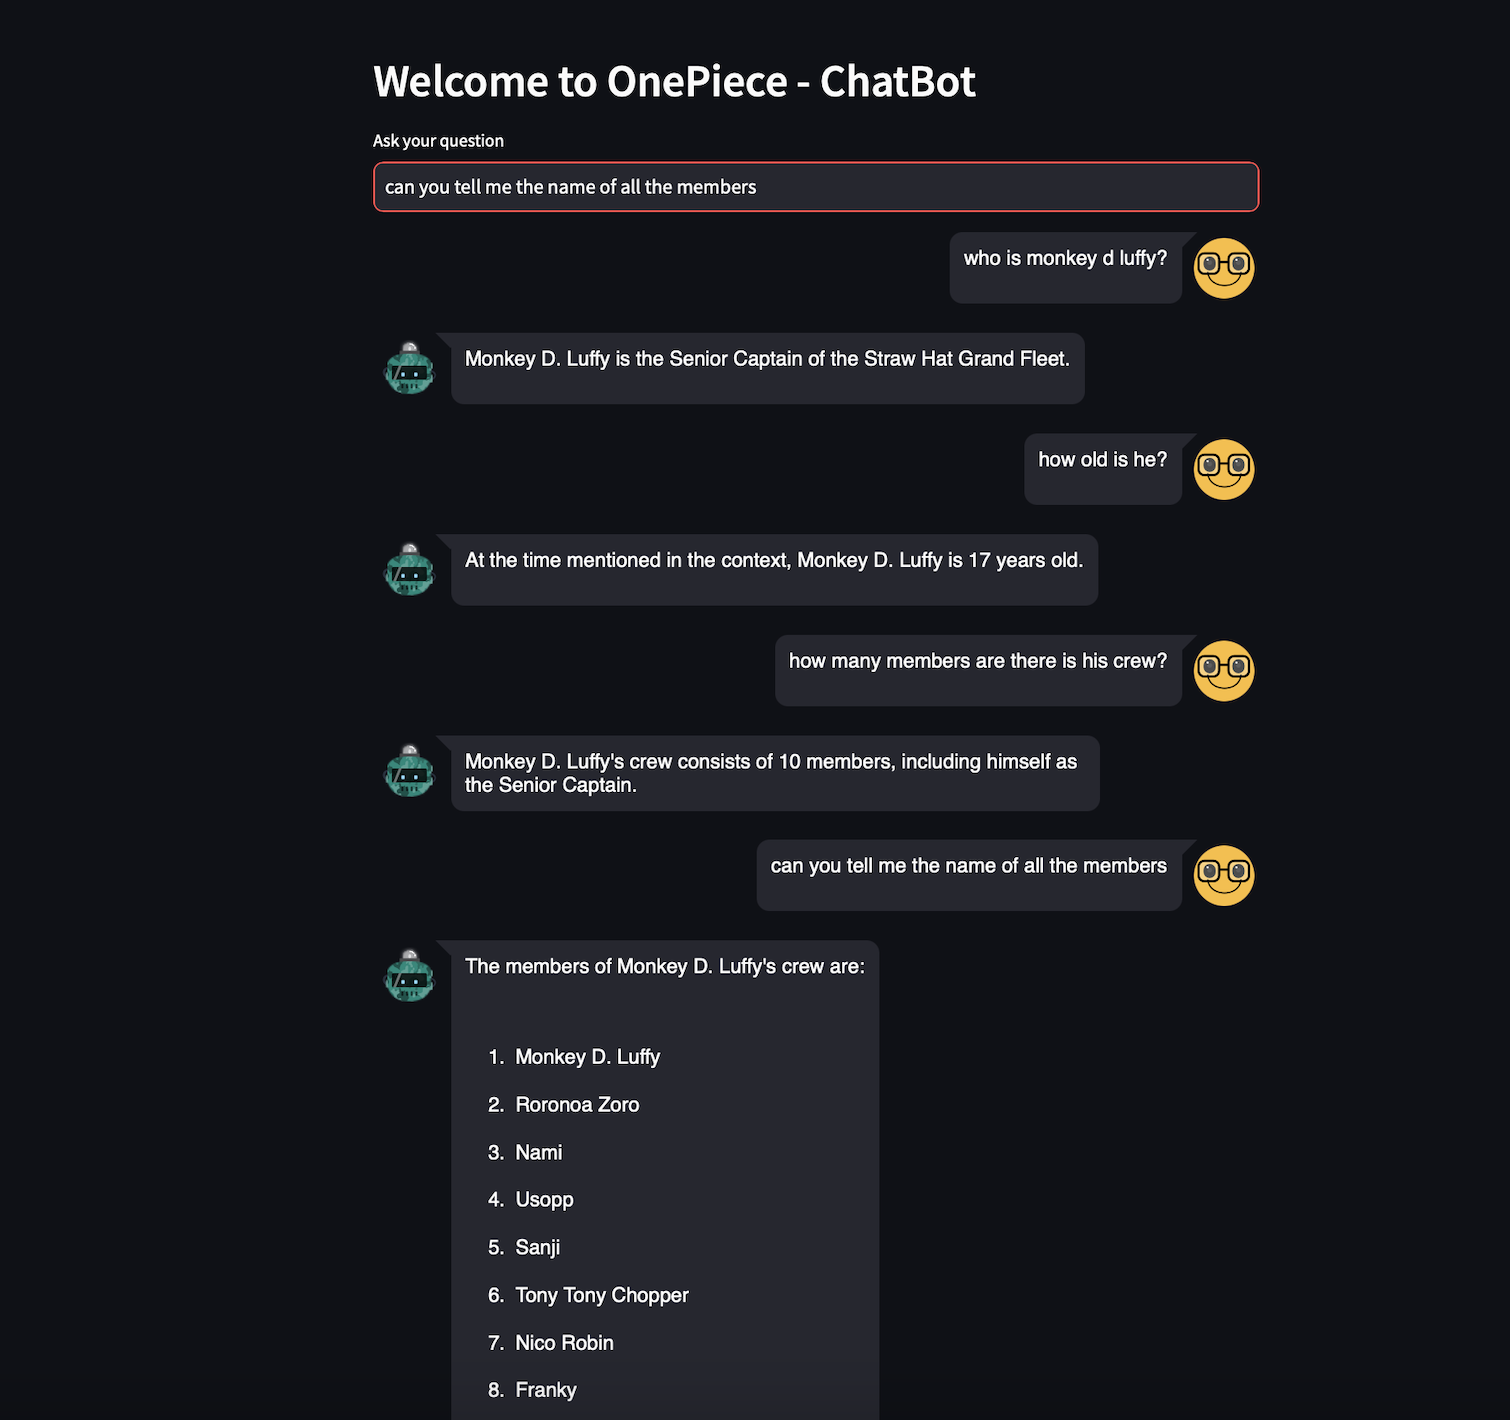 Welcome to OnePiece - ChatBot
Ask your question
can you tell me the name of all the members
who is monkey d luffy?
Monkey D. Luffy is the Senior Captain of the Straw Hat Grand Fleet.
how old is he?
At the time mentioned in the context, Monkey D. Luffy is 17 years old.
how many members are there is his crew?
Monkey D. Luffy's crew consists of 10 members, including himself as
the Senior Captain.
can you tell me the name of all the members
The members of Monkey D. Luffy's crew are:
1. Monkey D. Luffy
2. Roronoa Zoro
3. Nami
4. Usopp
5. Sanji
6. Tony Tony Chopper
7. Nico Robin
8. Franky